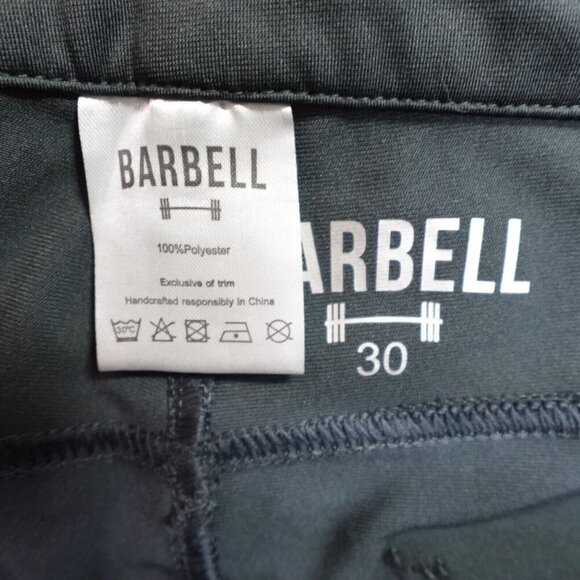 BARBELL
100%Polyester
Exclusive of trim
Handcrafted responsibly in China
30°C
ARBELL
30